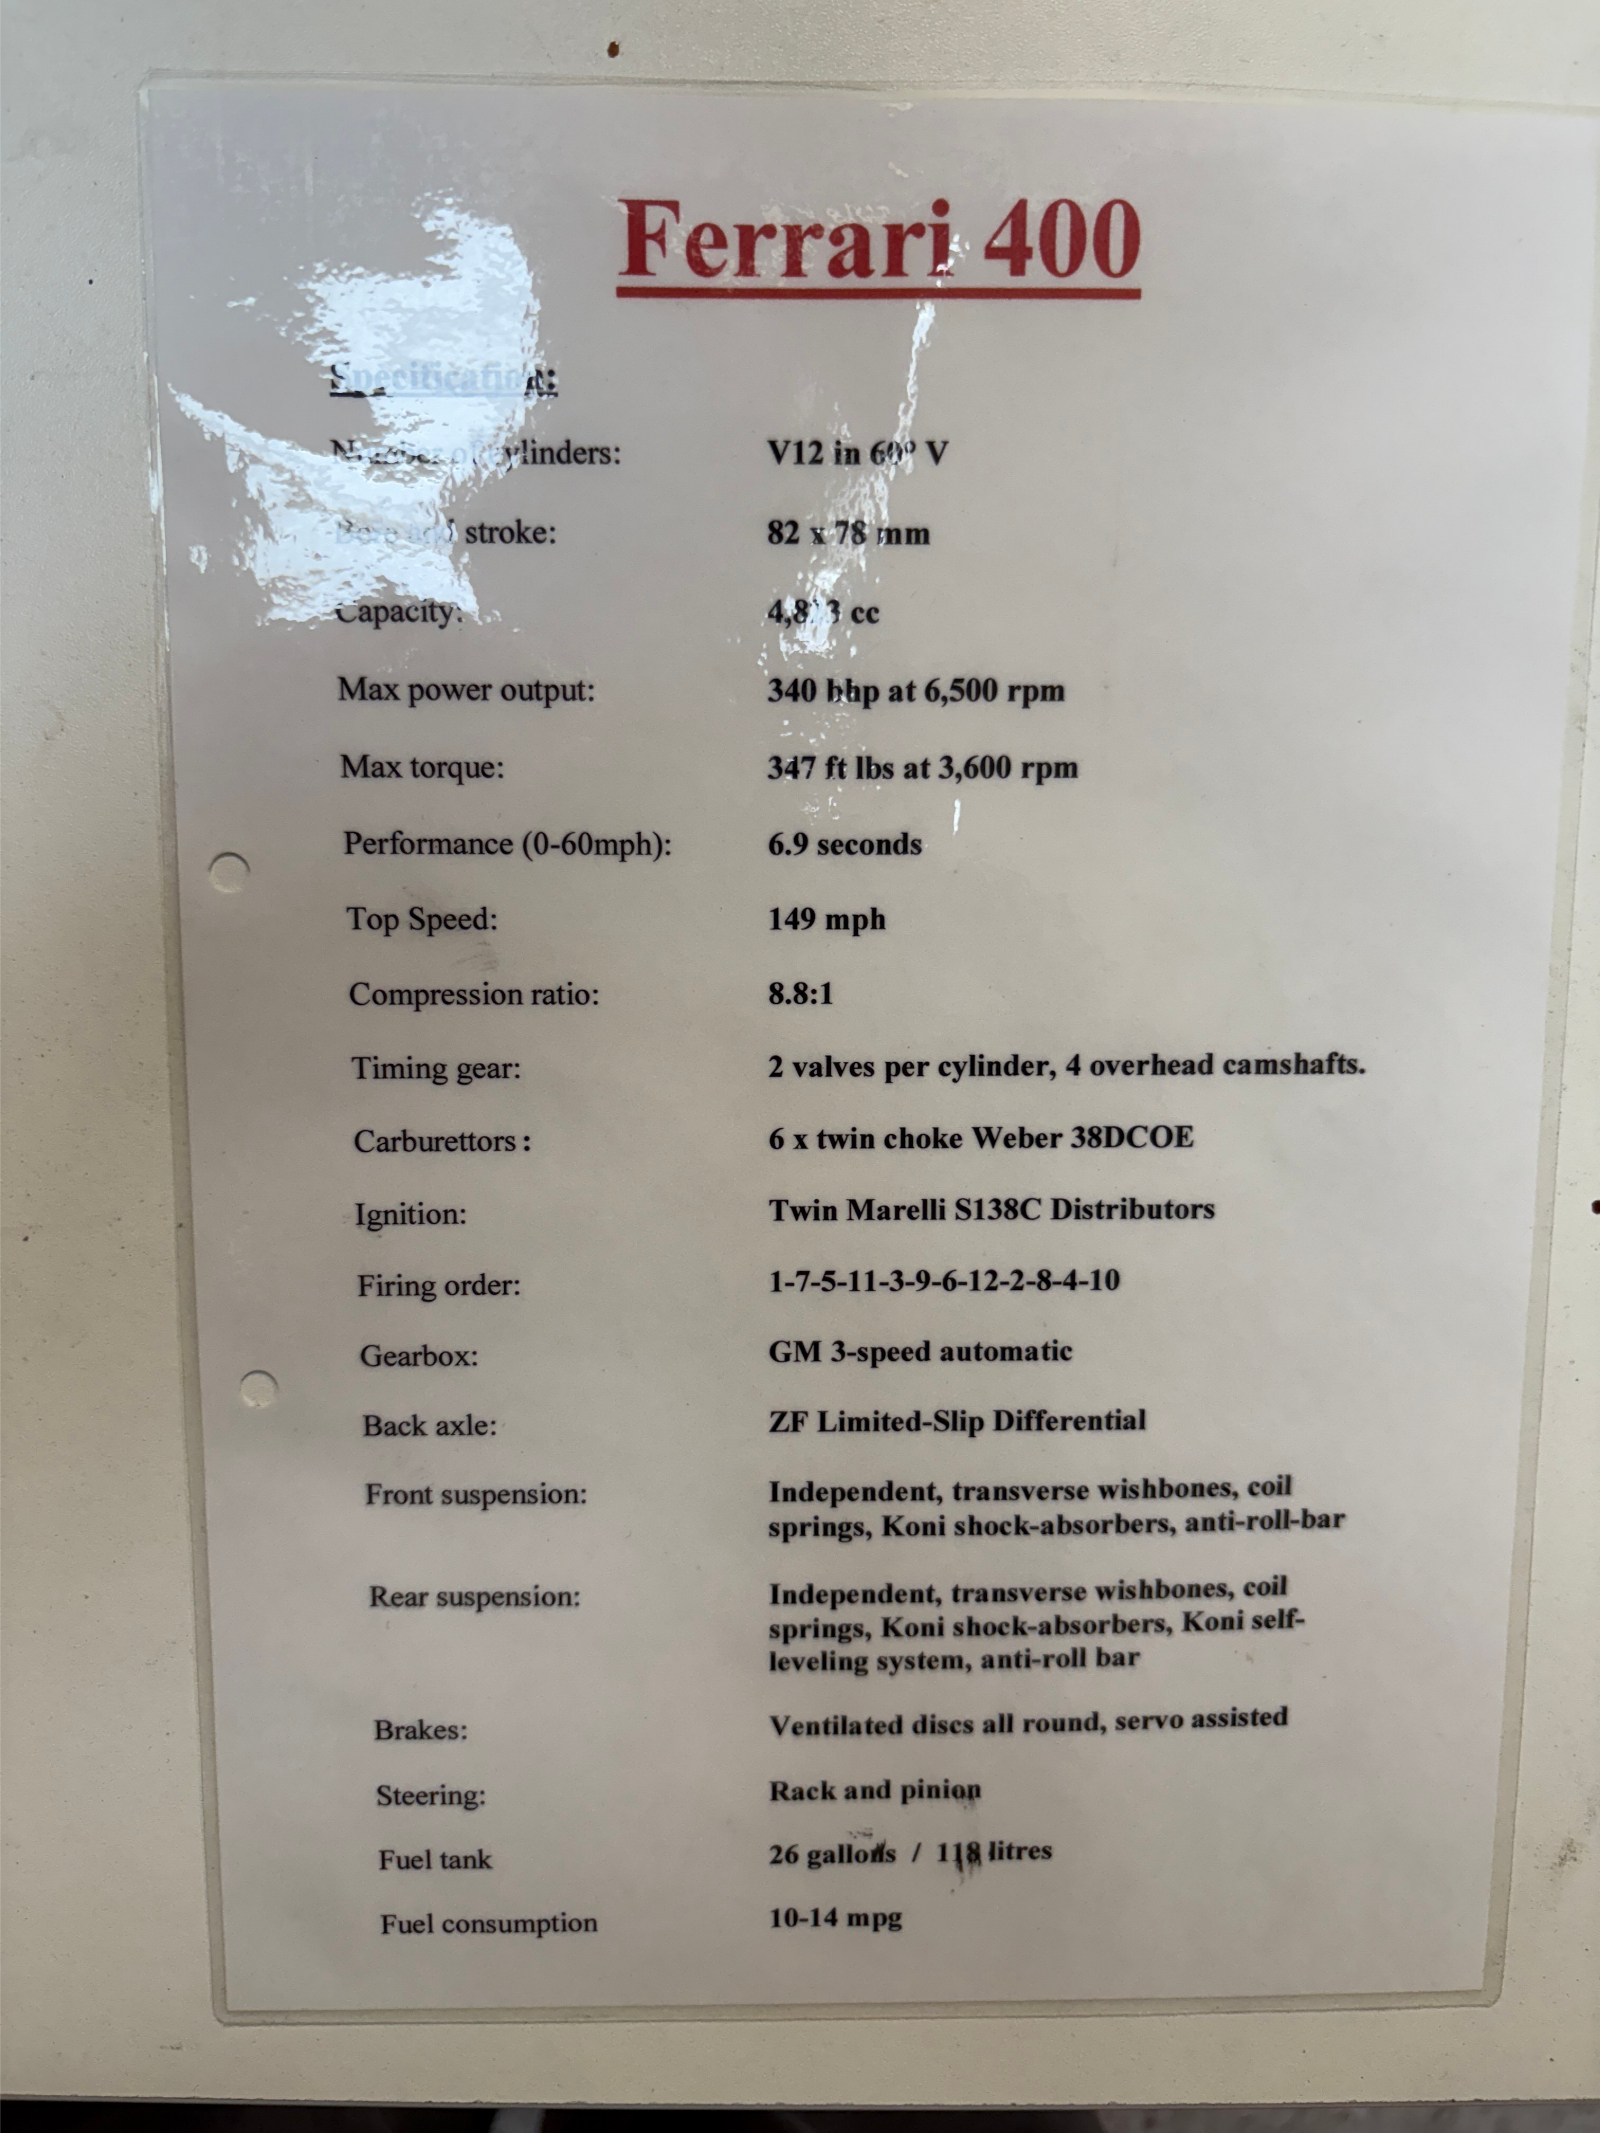 Ferrari 400
Specification:
Number of cylinders: V12 in 60° V
Bore and stroke: 82 x 78 mm
Capacity: cc
Max power output: 340 bhp at 6,500 rpm
Max torque: 347 ft lbs at 3,600 rpm
Performance (0-60mph): 6.9 seconds
Top Speed: 149 mph
Compression ratio: 8.8:1
Timing gear: 2 valves per cylinder, 4 overhead camshafts.
Carburettors : 6 x twin choke Weber 38DCOE
Ignition: Twin Marelli S138C Distributors
Firing order: 1-7-5-11-3-9-6-12-2-8-4-10
Gearbox: GM 3-speed automatic
Back axle: ZF Limited-Slip Differential
Front suspension: Independent, transverse wishbones, coil
springs, Koni shock-absorbers, anti-roll-bar
Rear suspension: Independent, transverse wishbones, coil
springs, Koni shock-absorbers, Koni self-
leveling system, anti-roll bar
Brakes: Ventilated discs all round, servo assisted
Steering: Rack and pinion
Fuel tank 26 gallons / 118 litres
Fuel consumption 10-14 mpg